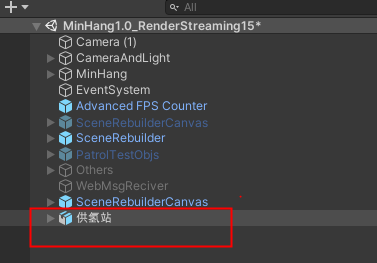 All
MinHang1.0_RenderStreaming15*
Camera (1)
CameraAndLight
MinHang
EventSystem
Advanced FPS Counter
SceneRebuilderCanvas
SceneRebuilder
PatrolTestObjs
Others
WebMsgReciver
SceneRebuilderCanvas
供氢站